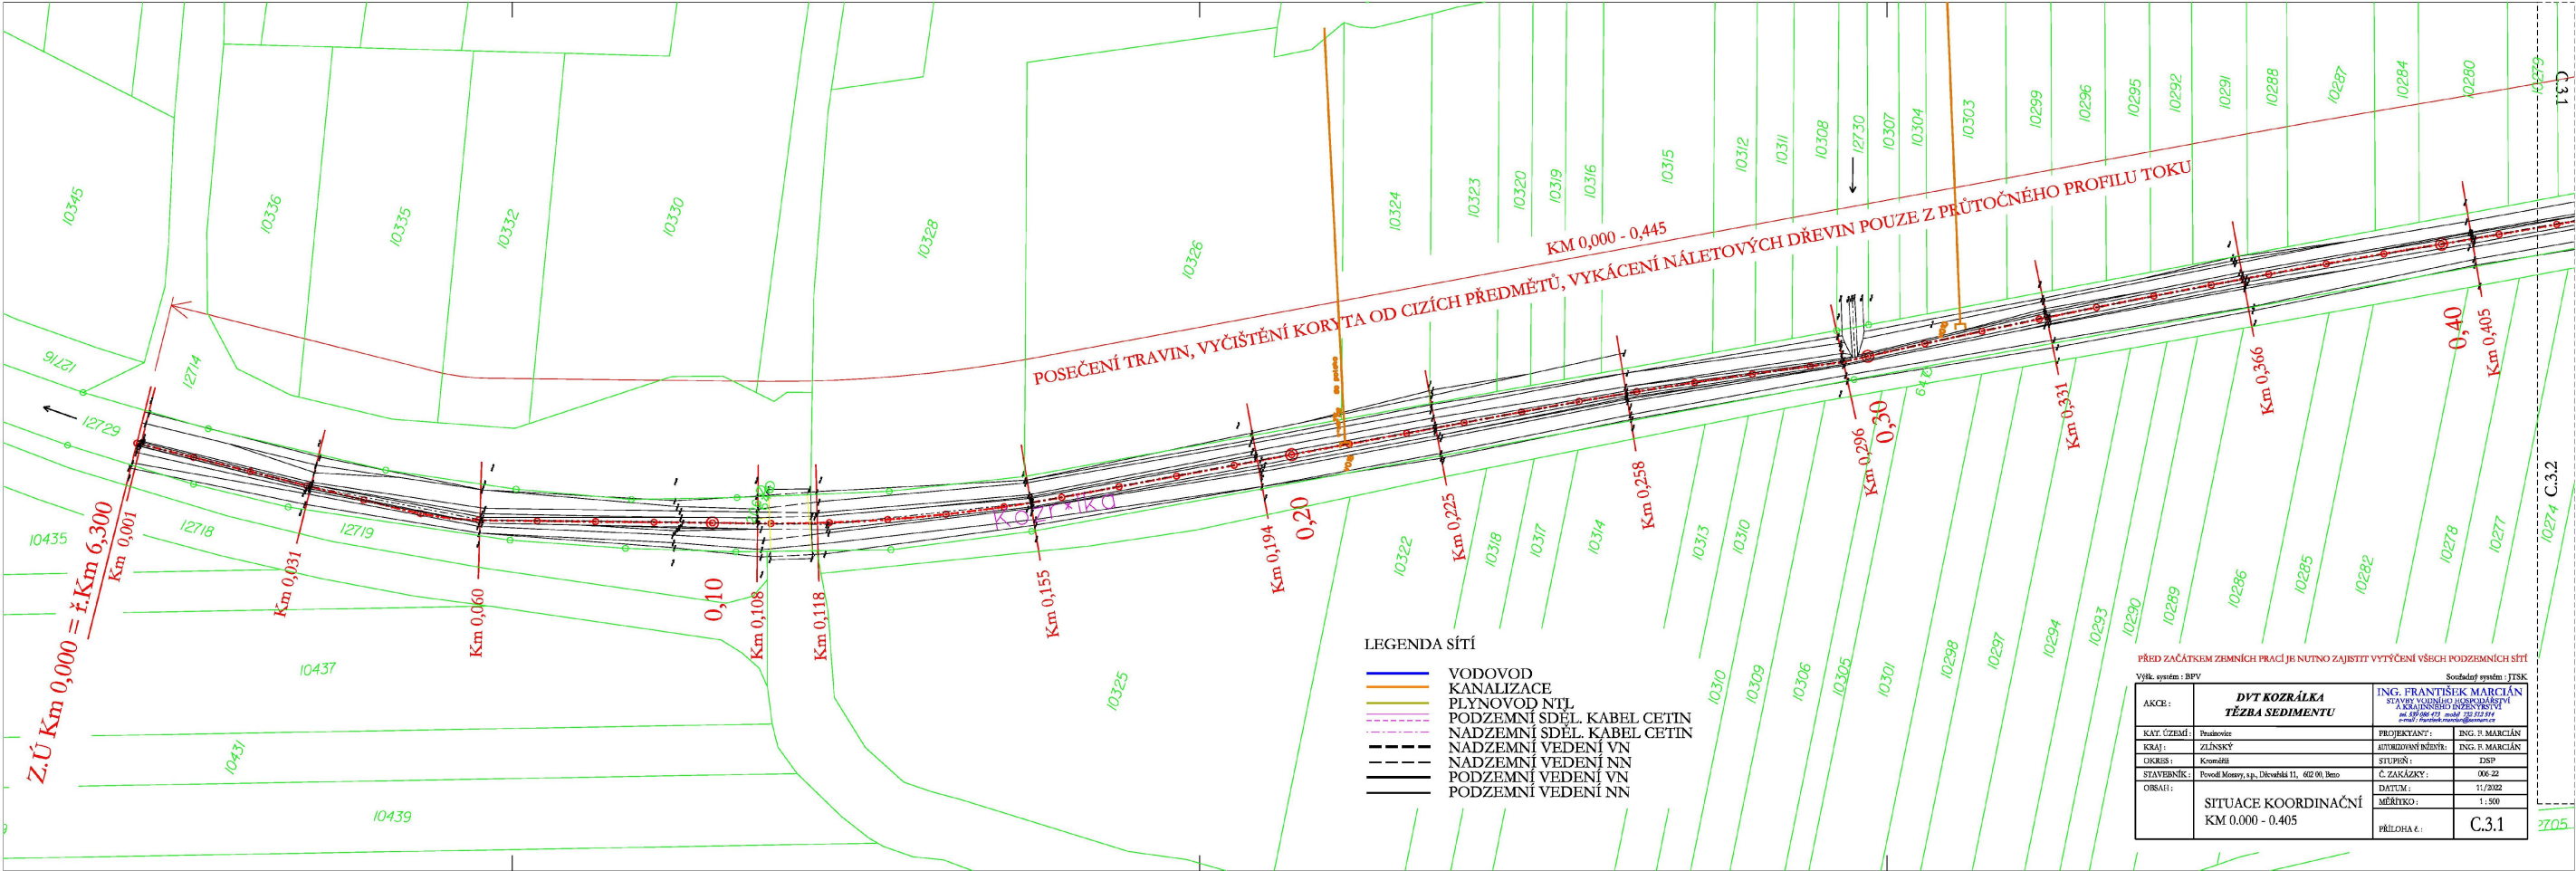 10345
10336
10335
10332
10330
10328
10326
10324
10323
10320
10319
10316
10315
10312
10311
10308
12730
10307
10304
10303
10299
10296
10295
10292
10291
10288
10287
10284
10280
10279
C.3.1
KM 0,000 - 0,445
POSEČENÍ TRAVIN, VYČIŠTĚNÍ KORYTA OD CIZÍCH PŘEDMĚTŮ, VYKÁCENÍ NÁLETOVÝCH DŘEVIN POUZE Z PRŮTOČNÉHO PROFILU TOKU
12716
12714
12729
12718
12719
10435
Z.Ú Km 0,000 = ř.Km 6,300
Km 0,001
Km 0,031
Km 0,060
0,10
Km 0,108
Km 0,118
Km 0,155
Km 0,194
0,20
Km 0,225
Km 0,258
Km 0,296
0,30
Km 0,331
Km 0,366
0,40
Km 0,405
C.3.2
10437
10431
10439
10325
10322
10318
10317
10314
10313
10310
10310
10309
10306
10305
10301
10298
10297
10294
10293
10290
10289
10286
10285
10282
10278
10277
10274
LEGENDA SÍTÍ
VODOVOD
KANALIZACE
PLYNOVOD NTL
PODZEMNÍ SDĚL. KABEL CETIN
NADZEMNÍ SDĚL. KABEL CETIN
NADZEMNÍ VEDENÍ VN
NADZEMNÍ VEDENÍ NN
PODZEMNÍ VEDENÍ VN
PODZEMNÍ VEDENÍ NN
PŘED ZAČÁTKEM ZEMNÍCH PRACÍ JE NUTNO ZAJISTIT VYTÝČENÍ VŠECH PODZEMNÍCH SÍTÍ
Výšk. systém : BPV Souřadný systém : JTSK
AKCE : DVT KOZRÁLKA
TĚŽBA SEDIMENTU
ING. FRANTIŠEK MARCIÁN
STAVBY VODNÍHO HOSPODÁŘSTVÍ
A KRAJINNÉHO INŽENÝRSTVÍ
KAT. ÚZEMÍ : Prusinovice PROJEKTANT : ING. F. MARCIÁN
KRAJ : ZLÍNSKÝ AUTORIZOVANÝ INŽENÝR : ING. F. MARCIÁN
OKRES : Kroměříž STUPEŇ : DSP
STAVEBNÍK : Povodí Moravy, s.p., Dřevařská 11, 602 00, Brno Č. ZAKÁZKY : 006-22
OBSAH : SITUACE KOORDINAČNÍ
KM 0.000 - 0.405
DATUM : 11/2022
MĚŘÍTKO : 1 : 500
PŘÍLOHA č. : C.3.1